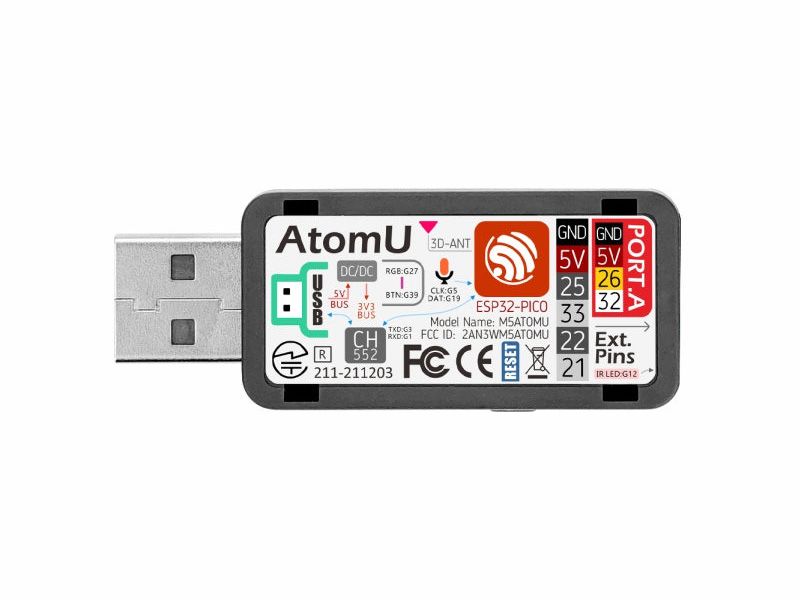 AtomU
3D-ANT
DC/DC
5V
BUS
3V3
BUS
RGB:G27
BTN:G39
CLK:G5
DAT:G19
USB
CH
552
TXD:G3
RXD:G1
ESP32-PICO
Model Name: M5ATOMU
FCC ID: 2AN3WM5ATOMU
R
211-211203
FC CE
RESET
GND
5V
25
33
22
21
GND
5V
26
32
PORT.A
Ext.
Pins
IR LED:G12